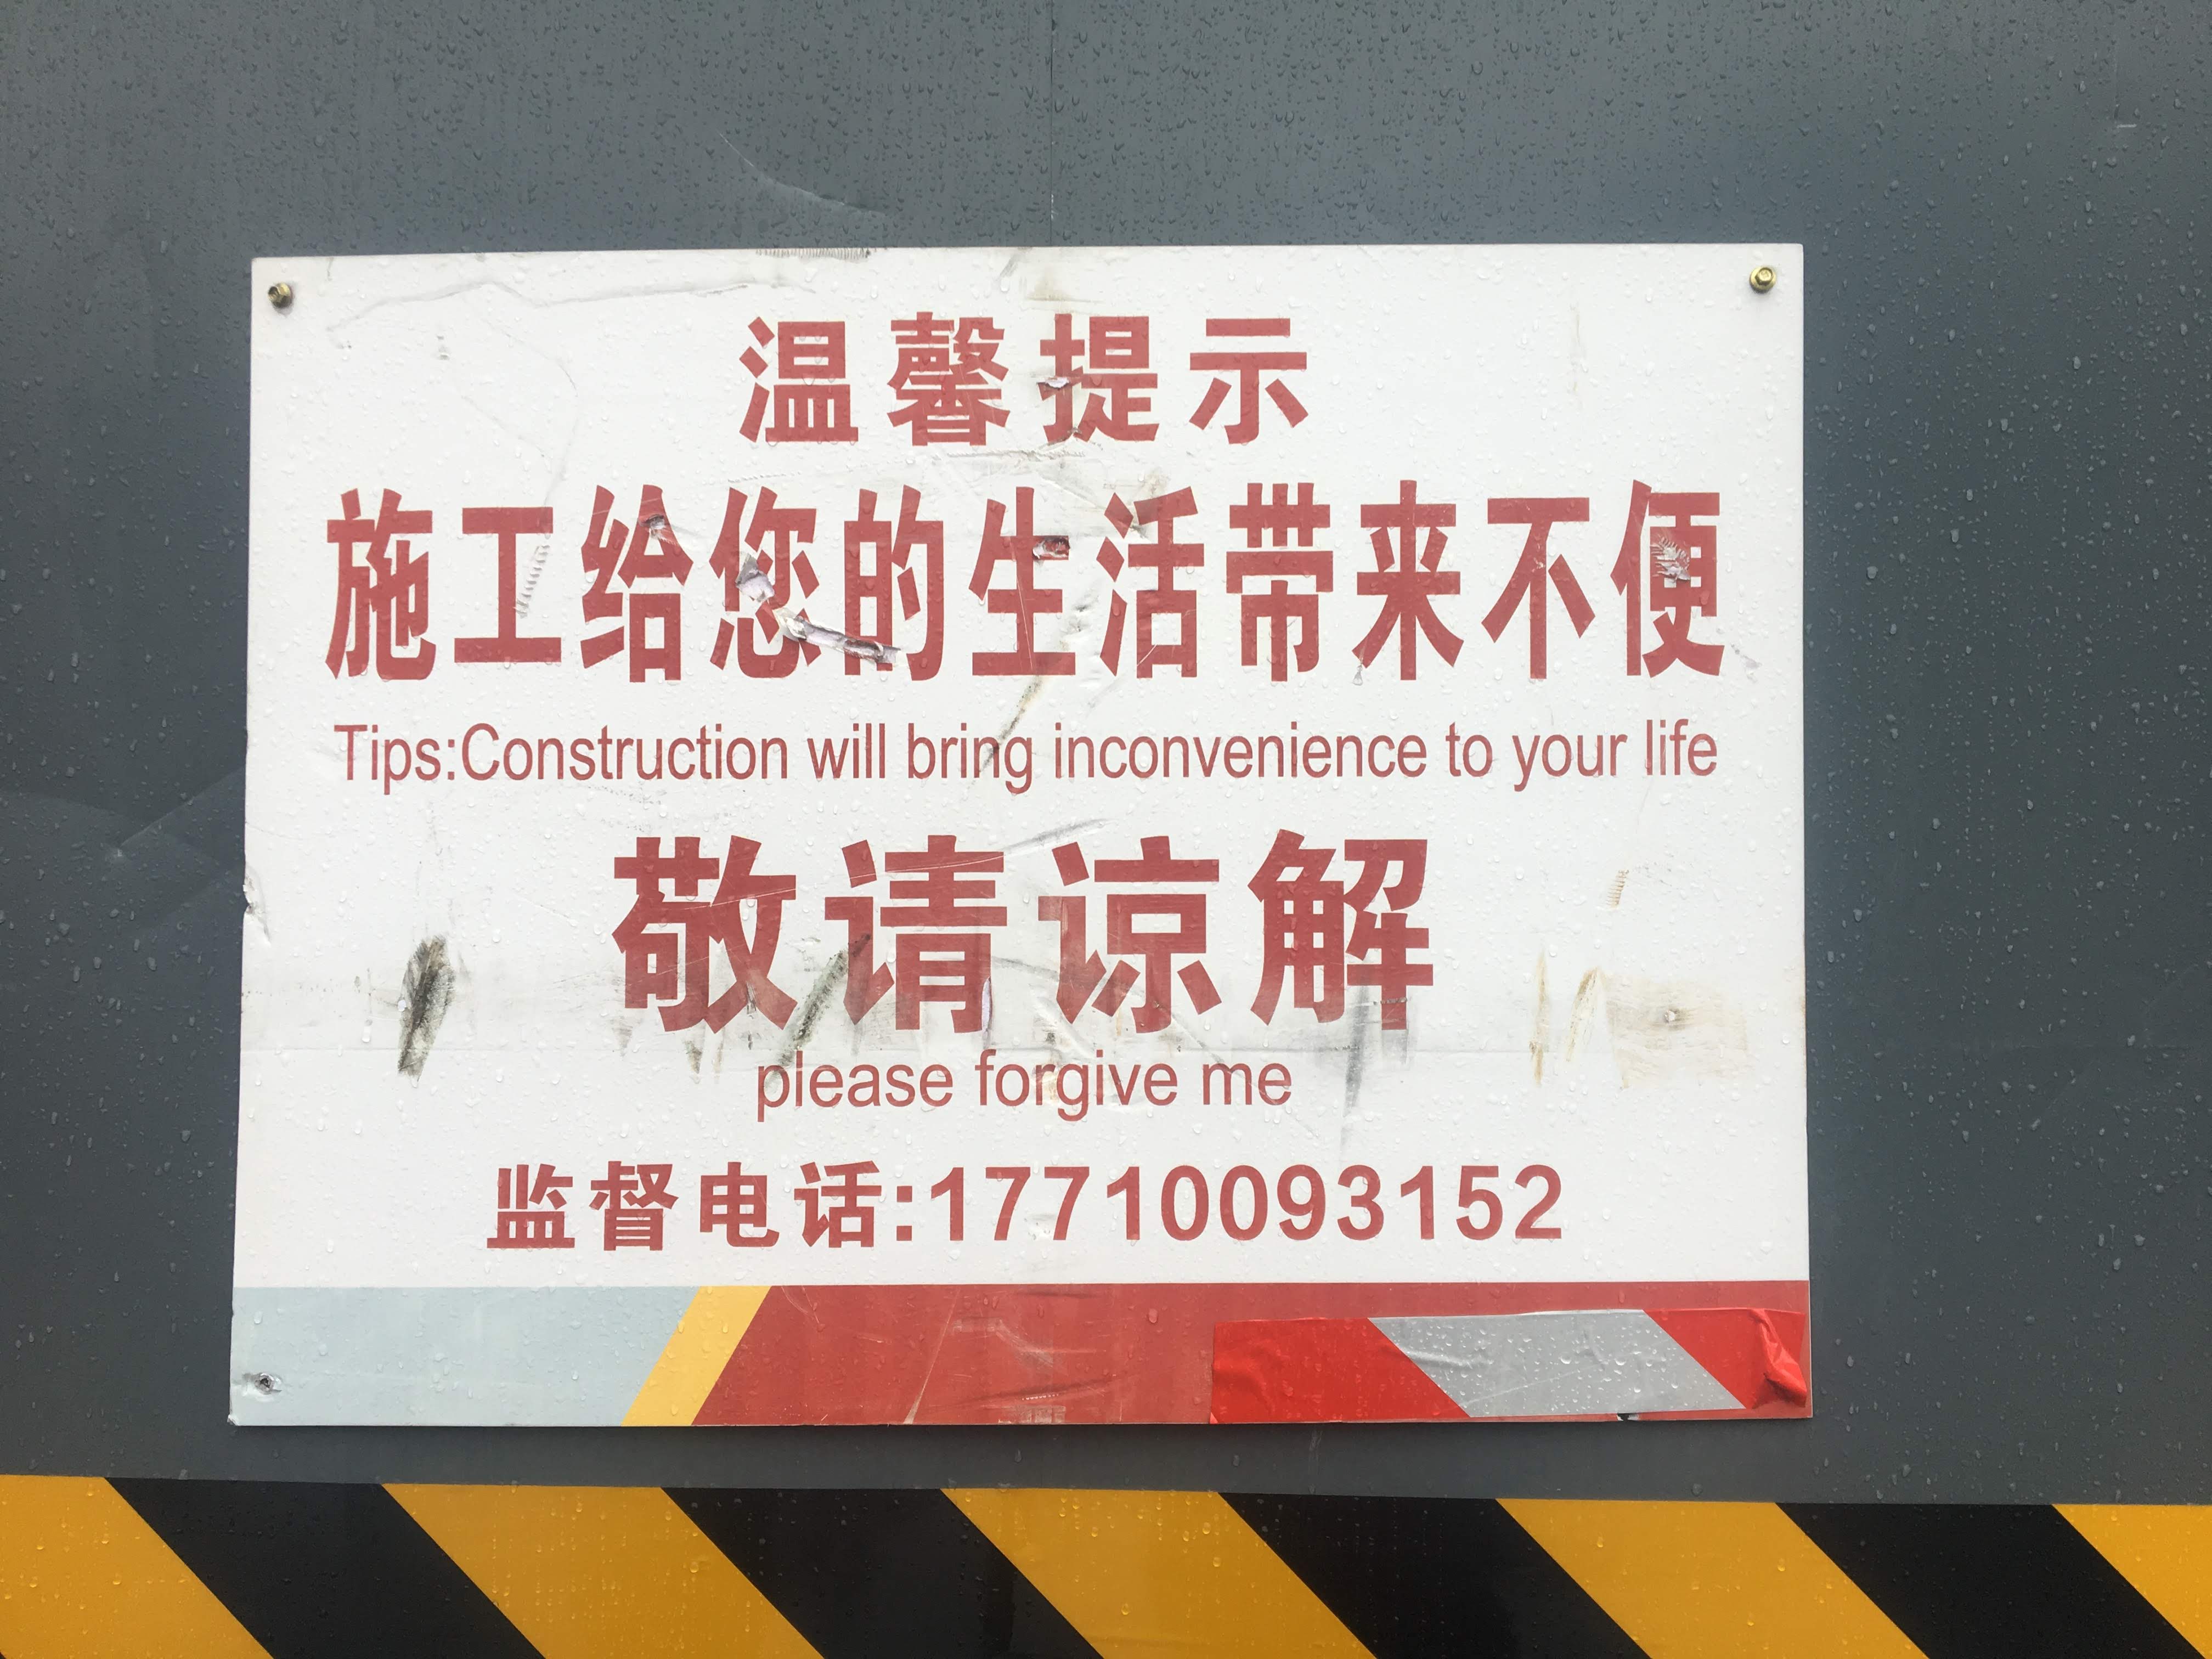 温馨提示
施工给您的生活带来不便
Tips:Construction will bring inconvenience to your life
敬请谅解
please forgive me
监督电话:17710093152